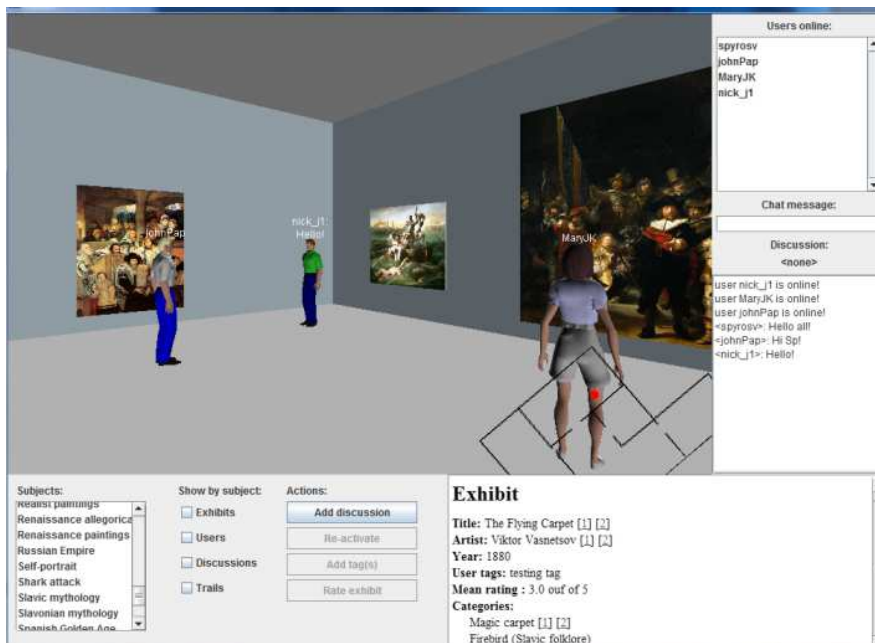 Users online:
spyrosv
johnPap
MaryJK
nick_j1
Chat message:
Discussion:
<none>
user nick_j1 is online!
user MaryJK is online!
user johnPap is online!
<spyrosv>: Hello all!
<johnPap>: Hi Sp!
<nick_j1>: Hello!
johnPap
nick_j1:
Hello!
MaryJK
Subjects:
Realist paintings
Renaissance allegorica
Renaissance paintings
Russian Empire
Self-portrait
Shark attack
Slavic mythology
Slavonian mythology
Spanish Golden Age
Show by subject:
Exhibits
Users
Discussions
Trails
Actions:
Add discussion
Re-activate
Add tag(s)
Rate exhibit
Exhibit
Title: The Flying Carpet [1] [2]
Artist: Viktor Vasnetsov [1] [2]
Year: 1880
User tags: testing tag
Mean rating : 3.0 ouf of 5
Categories:
Magic carpet [1] [2]
Firebird (Slavic folklore)